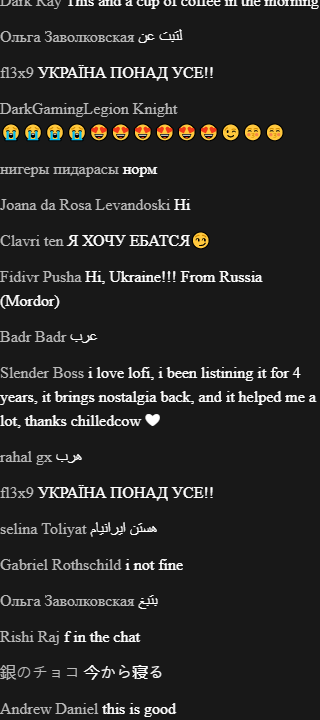 Dark Ray This and a cup of coffee in the morning
Ольга Заволковская لتبت عن
fl3x9 УКРАЇНА ПОНАД УСЕ!!
DarkGamingLegion Knight
😭😭😭😭😍😍😍😍😍😍😉😚😚
нигеры пидарасы норм
Joana da Rosa Levandoski Hi
Clavri ten Я ХОЧУ ЕБАТСЯ😏
Fidivr Pusha Hi, Ukraine!!! From Russia
(Mordor)
Badr Badr عرب
Slender Boss i love lofi, i been listining it for 4
years, it brings nostalgia back, and it helped me a
lot, thanks chilledcow 🤍
rahal gx هرب
fl3x9 УКРАЇНА ПОНАД УСЕ!!
selina Toliyat هستن ایرانیام
Gabriel Rothschild i not fine
Ольга Заволковская بتبغ
Rishi Raj f in the chat
銀のチョコ 今から寝る
Andrew Daniel this is good